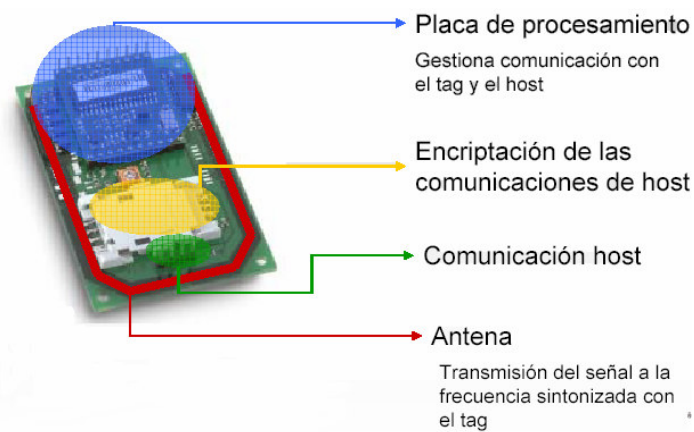 Placa de procesamiento
Gestiona comunicación con
el tag y el host
Encriptación de las
comunicaciones de host
Comunicación host
Antena
Transmisión del señal a la
frecuencia sintonizada con
el tag